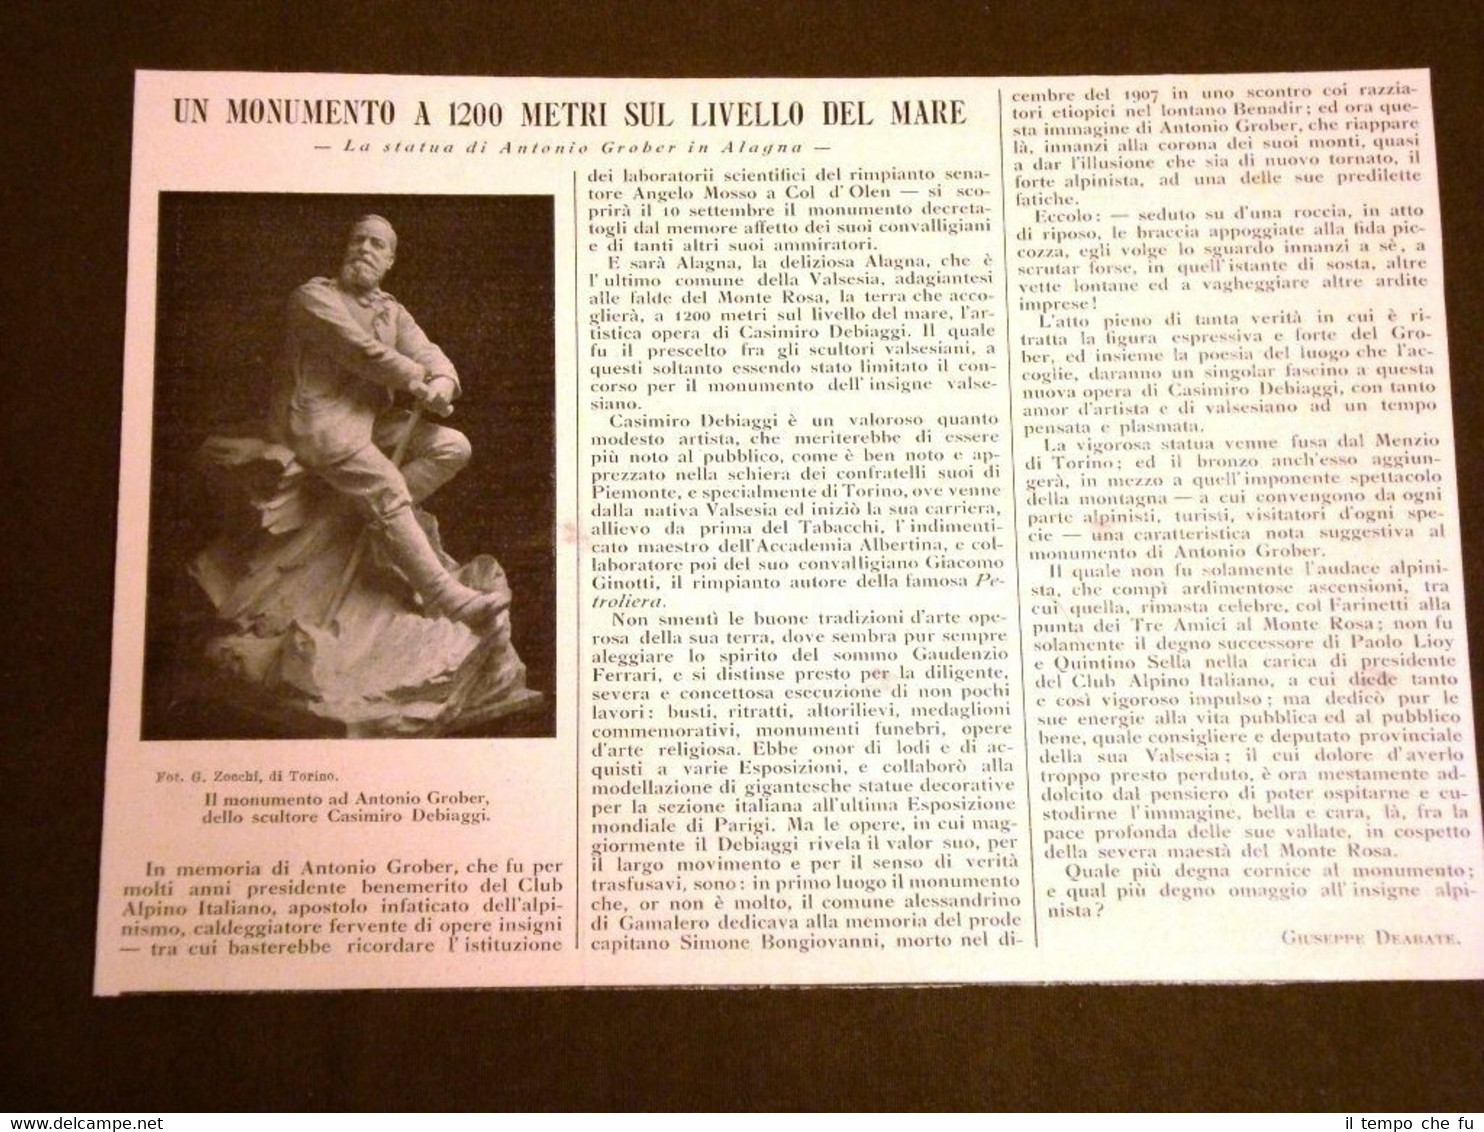 UN MONUMENTO A 1200 METRI SUL LIVELLO DEL MARE
— La statua di Antonio Grober in Alagna —
Fot. G. Zocchi, di Torino.
Il monumento ad Antonio Grober,
dello scultore Casimiro Debiaggi.
In memoria di Antonio Grober, che fu per
molti anni presidente benemerito del Club
Alpino Italiano, apostolo infaticato dell'alpi-
nismo, caldeggiatore fervente di opere insigni
— tra cui basterebbe ricordare l'istituzione
dei laboratorii scientifici del rimpianto sena-
tore Angelo Mosso a Col d'Olen — si sco-
prirà il 10 settembre il monumento decreta-
togli dal memore affetto dei suoi convalligiani
e di tanti altri suoi ammiratori.
E sarà Alagna, la deliziosa Alagna, che è
l'ultimo comune della Valsesia, adagiantesi
alle falde del Monte Rosa, la terra che acco-
glierà, a 1200 metri sul livello del mare, l'ar-
tistica opera di Casimiro Debiaggi. Il quale
fu il prescelto fra gli scultori valsesiani, a
questi soltanto essendo stato limitato il con-
corso per il monumento dell'insigne valse-
siano.
Casimiro Debiaggi è un valoroso quanto
modesto artista, che meriterebbe di essere
più noto al pubblico, come è ben noto e ap-
prezzato nella schiera dei confratelli suoi di
Piemonte, e specialmente di Torino, ove venne
dalla nativa Valsesia ed iniziò la sua carriera,
allievo da prima del Tabacchi, l'indimenti-
cato maestro dell'Accademia Albertina, e col-
laboratore poi del suo convalligiano Giacomo
Ginotti, il rimpianto autore della famosa Pe-
troliera.
Non smentì le buone tradizioni d'arte ope-
rosa della sua terra, dove sembra pur sempre
aleggiare lo spirito del sommo Gaudenzio
Ferrari, e si distinse presto per la diligente,
severa e concettosa esecuzione di non pochi
lavori: busti, ritratti, altorilievi, medaglioni
commemorativi, monumenti funebri, opere
d'arte religiosa. Ebbe onor di lodi e di ac-
quisti a varie Esposizioni, e collaborò alla
modellazione di gigantesche statue decorative
per la sezione italiana all'ultima Esposizione
mondiale di Parigi. Ma le opere, in cui mag-
giormente il Debiaggi rivela il valor suo, per
il largo movimento e per il senso di verità
trasfusavi, sono: in primo luogo il monumento
che, or non è molto, il comune alessandrino
di Gamalero dedicava alla memoria del prode
capitano Simone Bongiovanni, morto nel di-
cembre del 1907 in uno scontro coi razzia-
tori etiopici nel lontano Benadir; ed ora que-
sta immagine di Antonio Grober, che riappare
là, innanzi alla corona dei suoi monti, quasi
a dar l'illusione che sia di nuovo tornato, il
forte alpinista, ad una delle sue predilette
fatiche.
Eccolo: — seduto su d'una roccia, in atto
di riposo, le braccia appoggiate alla fida pic-
cozza, egli volge lo sguardo innanzi a sè, a
scrutar forse, in quell'istante di sosta, altre
vette lontane ed a vagheggiare altre ardite
imprese!
L'atto pieno di tanta verità in cui è ri-
tratta la figura espressiva e forte del Gro-
ber, ed insieme la poesia del luogo che l'ac-
coglie, daranno un singolar fascino a questa
nuova opera di Casimiro Debiaggi, con tanto
amor d'artista e di valsesiano ad un tempo
pensata e plasmata.
La vigorosa statua venne fusa dal Menzio
di Torino; ed il bronzo anch'esso aggiun-
gerà, in mezzo a quell'imponente spettacolo
della montagna — a cui convengono da ogni
parte alpinisti, turisti, visitatori d'ogni spe-
cie — una caratteristica nota suggestiva al
monumento di Antonio Grober.
Il quale non fu solamente l'audace alpini-
sta, che compì ardimentose ascensioni, tra
cui quella, rimasta celebre, col Farinetti alla
punta dei Tre Amici al Monte Rosa; non fu
solamente il degno successore di Paolo Lioy
e Quintino Sella nella carica di presidente
del Club Alpino Italiano, a cui diede tanto
e così vigoroso impulso; ma dedicò pur le
sue energie alla vita pubblica ed al pubblico
bene, quale consigliere e deputato provinciale
della sua Valsesia; il cui dolore d'averlo
troppo presto perduto, è ora mestamente ad-
dolcito dal pensiero di poter ospitarne e cu-
stodirne l'immagine, bella e cara, là, fra la
pace profonda delle sue vallate, in cospetto
della severa maestà del Monte Rosa.
Quale più degna cornice al monumento;
e qual più degno omaggio all'insigne alpi-
nista?
GIUSEPPE DEABATE.
il tempo che fu